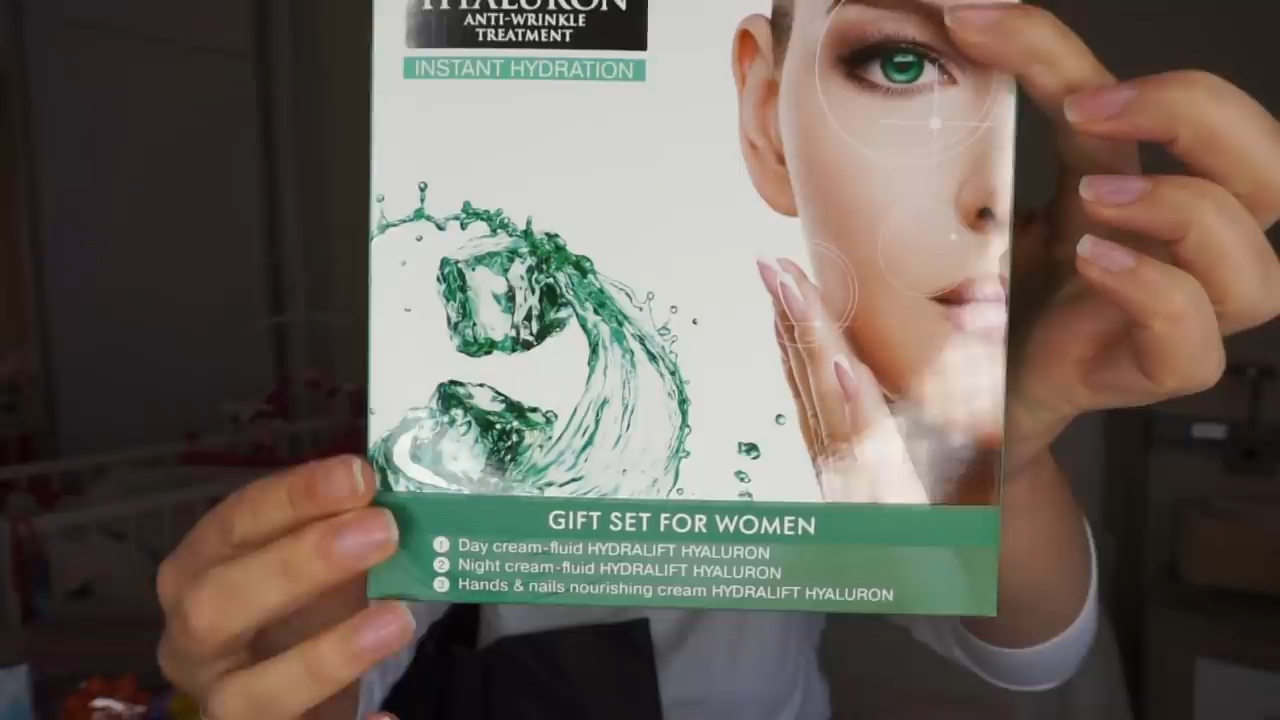 HYALURON
ANTI-WRINKLE
TREATMENT
INSTANT HYDRATION
GIFT SET FOR WOMEN
1 Day cream-fluid HYDRALIFT HYALURON
2 Night cream-fluid HYDRALIFT HYALURON
3 Hands & nails nourishing cream HYDRALIFT HYALURON